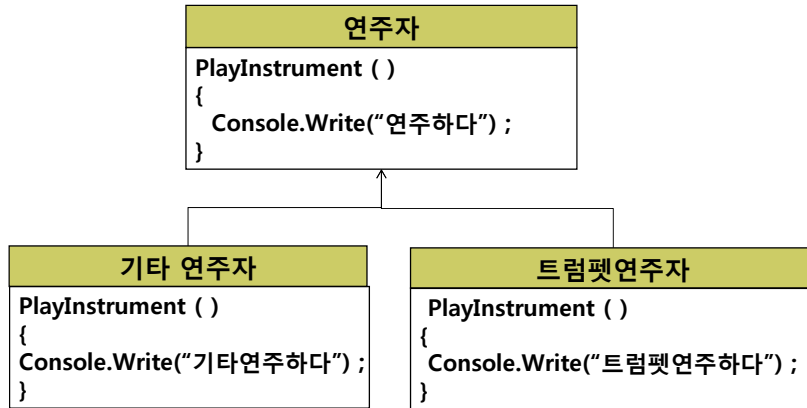 연주자
PlayInstrument ( )
{
Console.Write(“연주하다”) ;
}
기타 연주자
PlayInstrument ( )
{
Console.Write(“기타연주하다”) ;
}
트럼펫연주자
PlayInstrument ( )
{
Console.Write(“트럼펫연주하다”) ;
}